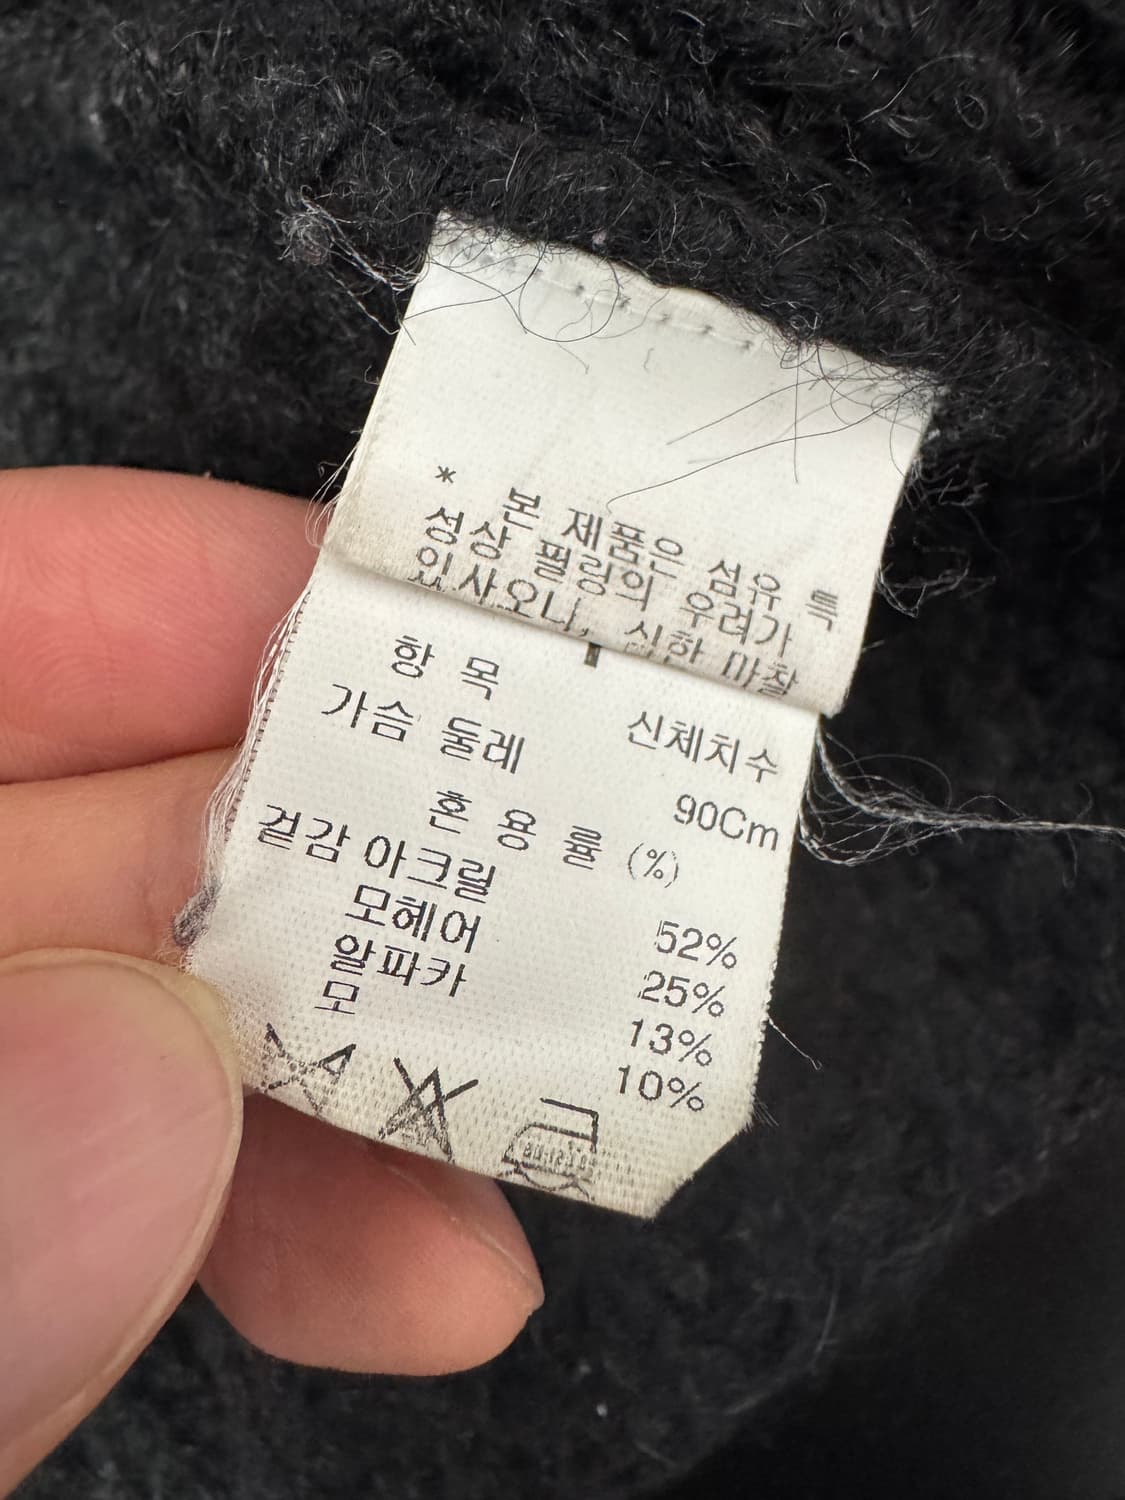 * 본 제품은 섬유 특
성상 필링의 우려가
있사오니, 심한 마찰
항 목 신체치수
가슴 둘레 90Cm
혼 용 률 (%)
겉감 아크릴 52%
모헤어 25%
알파카 13%
모 10%